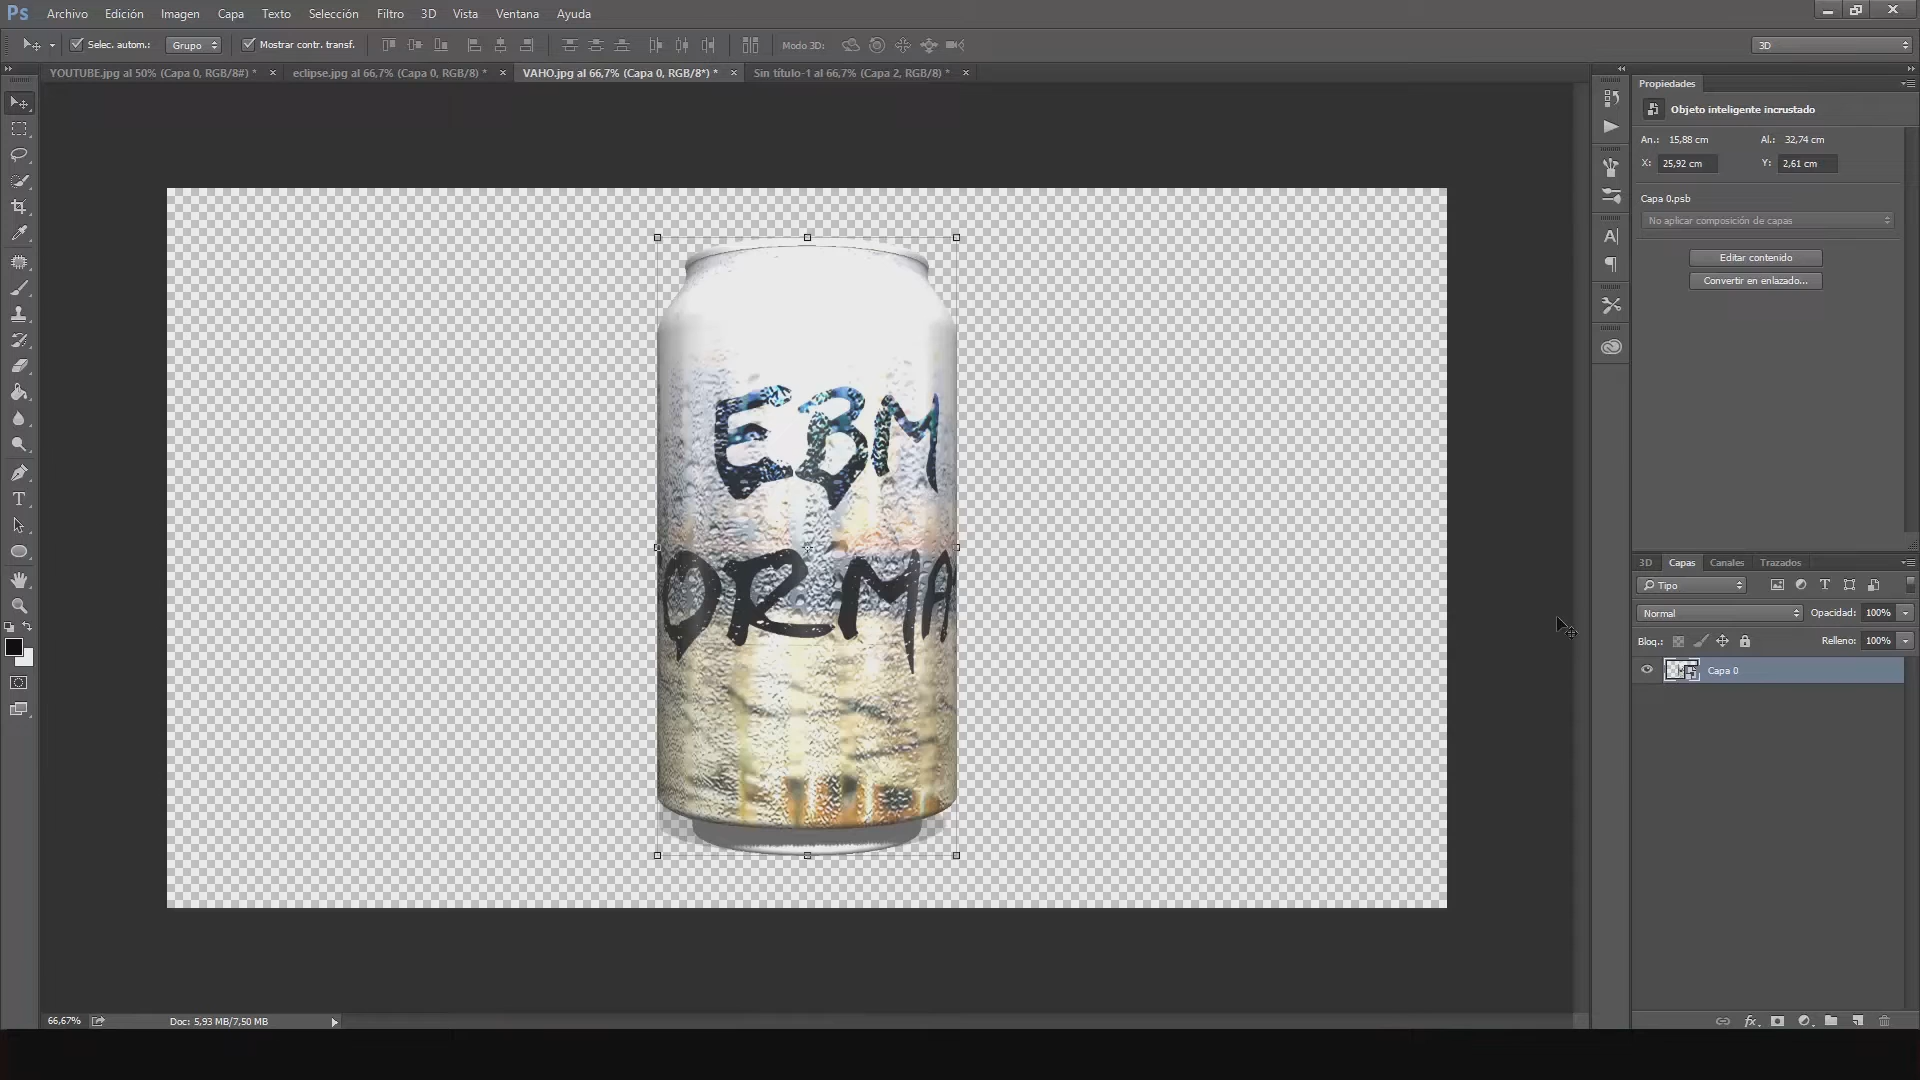 Ps Archivo Edición Imagen Capa Texto Selección Filtro 3D Vista Ventana Ayuda
Selec. autom.: Grupo Mostrar contr. transf. Modo 3D: 3D
YOUTUBE.jpg al 50% (Capa 0, RGB/8#) * × eclipse.jpg al 66,7% (Capa 0, RGB/8) * × VAHO.jpg al 66,7% (Capa 0, RGB/8*) * × Sin título-1 al 66,7% (Capa 2, RGB/8) * ×
Propiedades
Objeto inteligente incrustado
An.: 15,88 cm Al.: 32,74 cm
X: 25,92 cm Y: 2,61 cm
Capa 0.psb
No aplicar composición de capas
Editar contenido
Convertir en enlazado...
EBM
ORMA
3D Capas Canales Trazados
Tipo
Normal Opacidad: 100%
Bloq.: Relleno: 100%
Capa 0
66,67% Doc: 5,93 MB/7,50 MB